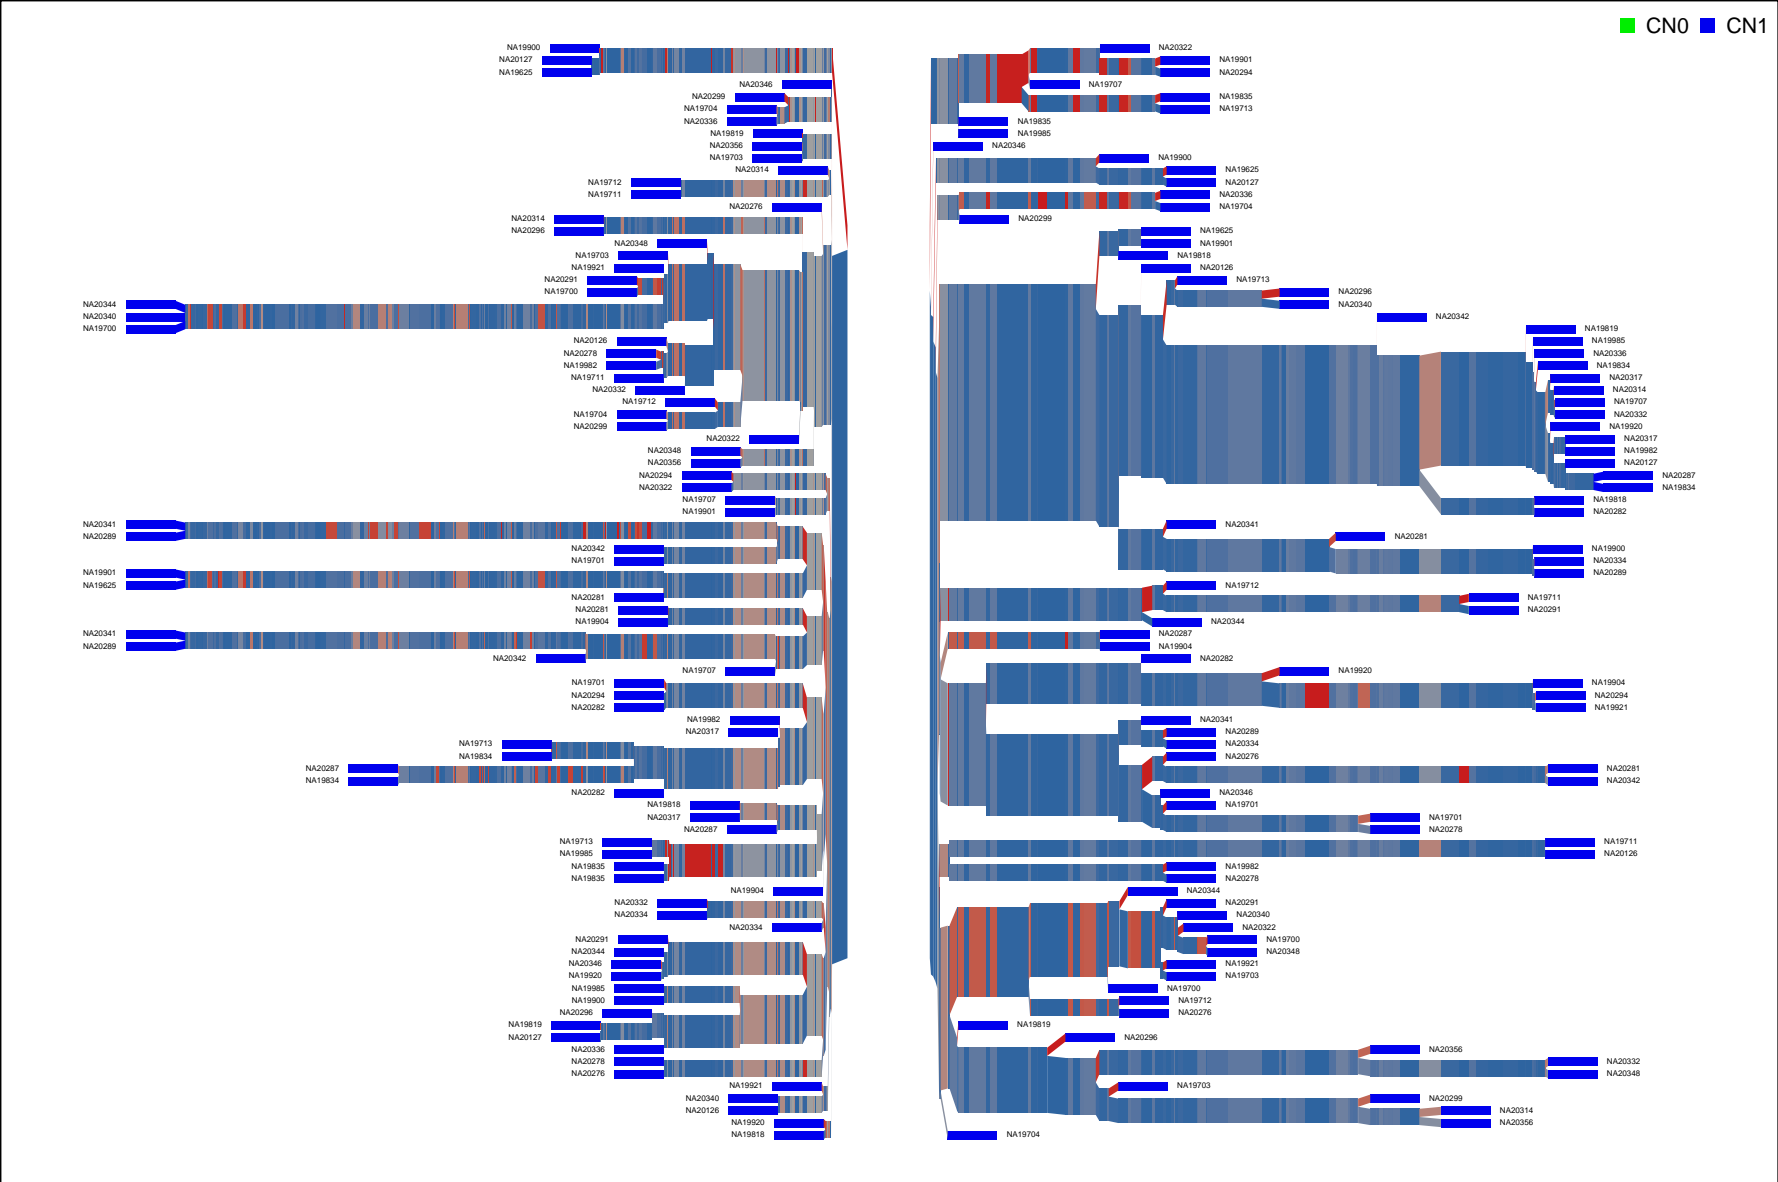 CN0 CN1
NA19900
NA20127
NA19625
NA20346
NA20299
NA19704
NA20336
NA19819
NA20356
NA19703
NA20314
NA19712
NA19711
NA20276
NA20314
NA20296
NA20348
NA19703
NA19921
NA20291
NA19700
NA20344
NA20340
NA19700
NA20126
NA20278
NA19982
NA19711
NA20332
NA19712
NA19704
NA20299
NA20322
NA20348
NA20356
NA20294
NA20322
NA19707
NA19901
NA20341
NA20289
NA20342
NA19701
NA19901
NA19625
NA20281
NA20281
NA19904
NA20341
NA20289
NA20342
NA19707
NA19701
NA20294
NA20282
NA19982
NA20317
NA19713
NA19834
NA20287
NA19834
NA20282
NA19818
NA20317
NA20287
NA19713
NA19985
NA19835
NA19835
NA19904
NA20332
NA20334
NA20334
NA20291
NA20344
NA20346
NA19920
NA19985
NA19900
NA20296
NA19819
NA20127
NA20336
NA20278
NA20276
NA19921
NA20340
NA20126
NA19920
NA19818
NA20322
NA19901
NA20294
NA19707
NA19835
NA19713
NA19835
NA19985
NA20346
NA19900
NA19625
NA20127
NA20336
NA19704
NA20299
NA19625
NA19901
NA19818
NA20126
NA19713
NA20296
NA20340
NA20342
NA19819
NA19985
NA20336
NA19834
NA20317
NA20314
NA19707
NA20332
NA19920
NA20317
NA19982
NA20127
NA20287
NA19834
NA19818
NA20282
NA20341
NA20281
NA19900
NA20334
NA20289
NA19712
NA19711
NA20291
NA20344
NA20287
NA19904
NA20282
NA19920
NA19904
NA20294
NA19921
NA20341
NA20289
NA20334
NA20276
NA20281
NA20342
NA20346
NA19701
NA19701
NA20278
NA19711
NA20126
NA19982
NA20278
NA20344
NA20291
NA20340
NA20322
NA19700
NA20348
NA19921
NA19703
NA19700
NA19712
NA20276
NA19819
NA20296
NA20356
NA20332
NA20348
NA19703
NA20299
NA20314
NA20356
NA19704